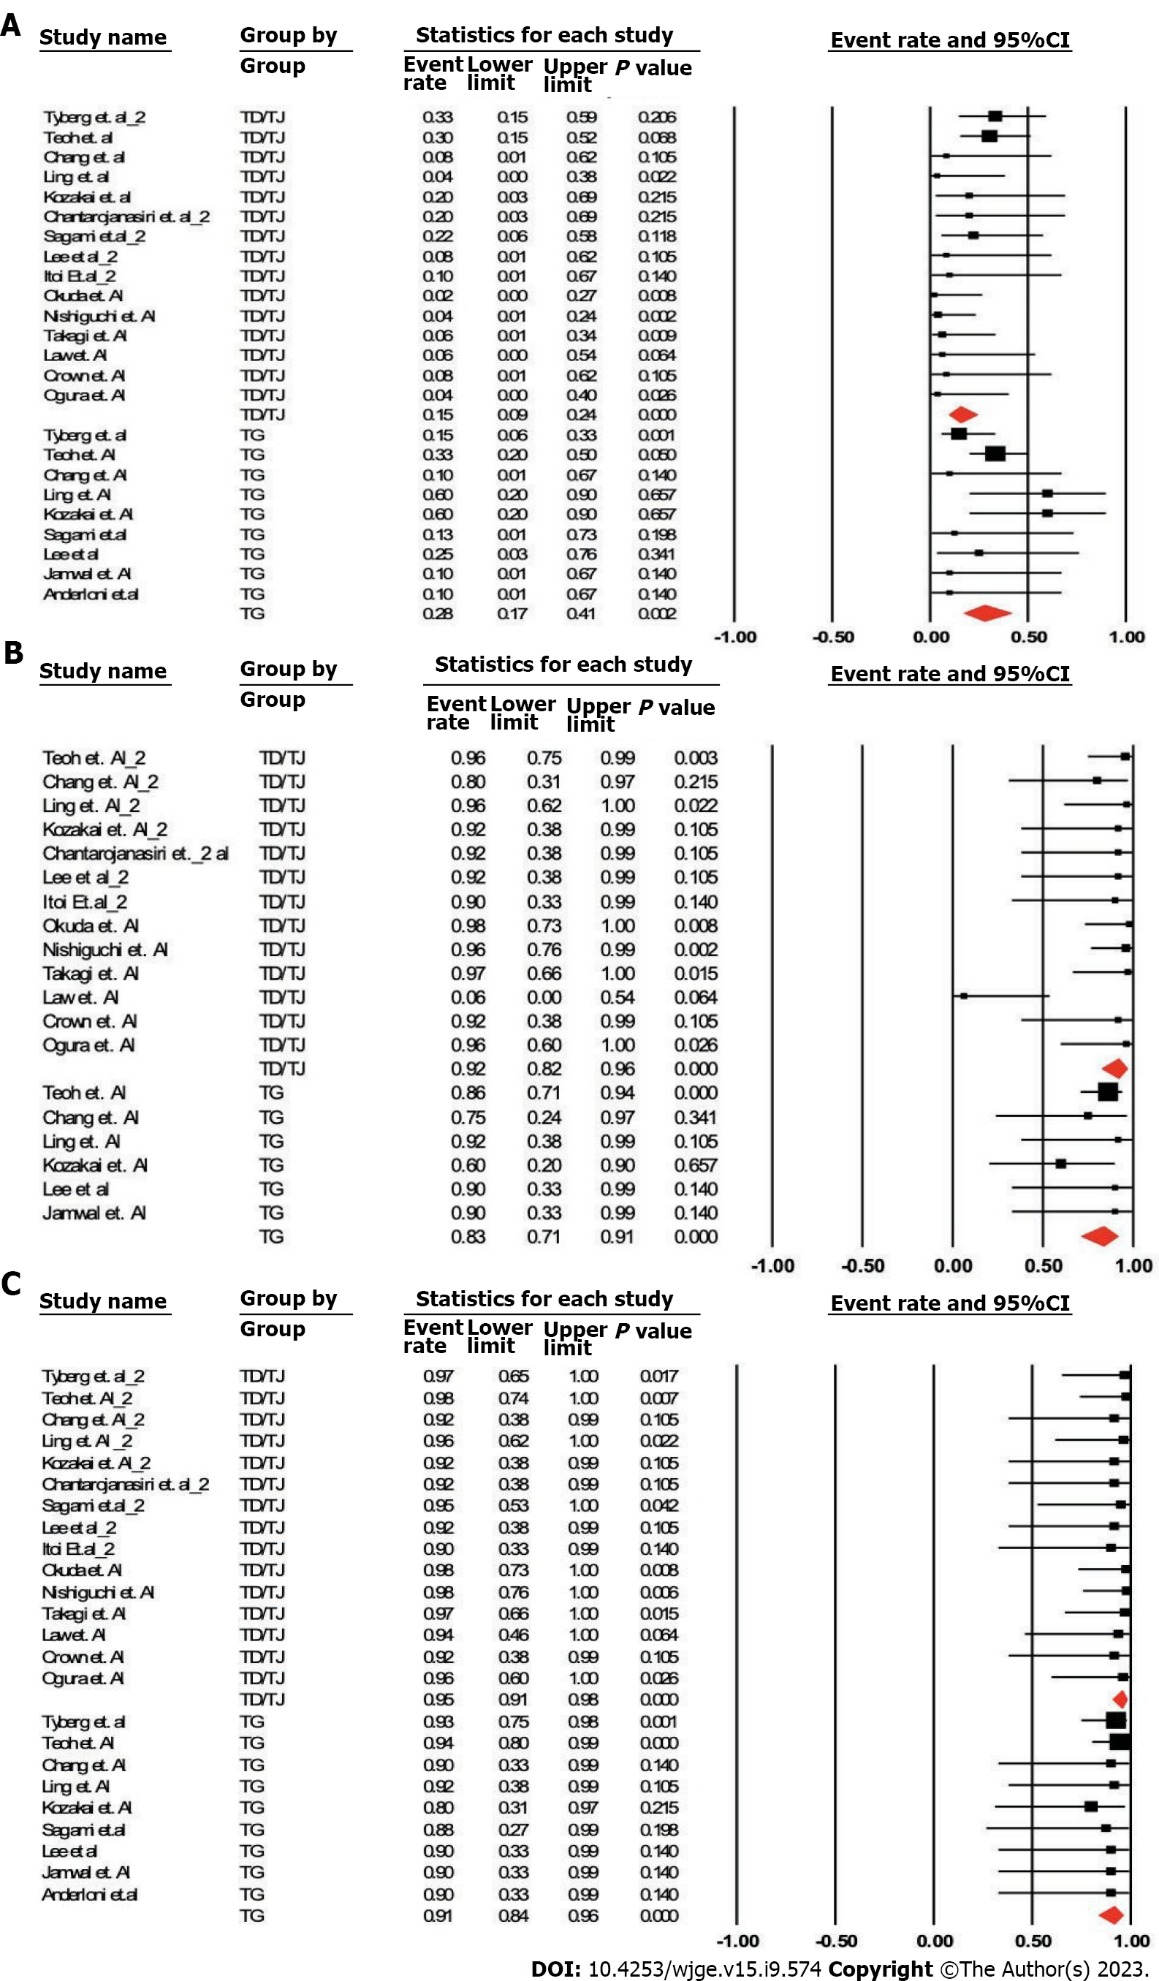 A
Study name Group by Statistics for each study Event rate and 95%CI
Group Event rate Lower limit Upper limit P value
Tyberg et. al_2 TD/TJ 0.33 0.15 0.59 0.206
Teoh et. al TD/TJ 0.30 0.15 0.52 0.068
Chang et. al TD/TJ 0.08 0.01 0.62 0.105
Ling et. al TD/TJ 0.04 0.00 0.38 0.022
Kozakai et. al TD/TJ 0.20 0.03 0.69 0.215
Chantarojanasiri et. al_2 TD/TJ 0.20 0.03 0.69 0.215
Sagami et.al_2 TD/TJ 0.22 0.06 0.58 0.118
Lee et al_2 TD/TJ 0.08 0.01 0.62 0.105
Itoi Et.al_2 TD/TJ 0.10 0.01 0.67 0.140
Okuda et. Al TD/TJ 0.02 0.00 0.27 0.008
Nishiguchi et. Al TD/TJ 0.04 0.01 0.24 0.002
Takagi et. Al TD/TJ 0.06 0.01 0.34 0.009
Law et. Al TD/TJ 0.06 0.00 0.54 0.064
Crown et. Al TD/TJ 0.08 0.01 0.62 0.105
Ogura et. Al TD/TJ 0.04 0.00 0.40 0.026
TD/TJ 0.15 0.09 0.24 0.000
Tyberg et. al TG 0.15 0.06 0.33 0.001
Teoh et. Al TG 0.33 0.20 0.50 0.050
Chang et. Al TG 0.10 0.01 0.67 0.140
Ling et. Al TG 0.60 0.20 0.90 0.657
Kozakai et. Al TG 0.60 0.20 0.90 0.657
Sagami et.al TG 0.13 0.01 0.73 0.198
Lee et al TG 0.25 0.03 0.76 0.341
Jamwal et. Al TG 0.10 0.01 0.67 0.140
Anderloni et.al TG 0.10 0.01 0.67 0.140
TG 0.28 0.17 0.41 0.002
-1.00 -0.50 0.00 0.50 1.00
B
Study name Group by Statistics for each study Event rate and 95%CI
Group Event rate Lower limit Upper limit P value
Teoh et. Al_2 TD/TJ 0.96 0.75 0.99 0.003
Chang et. Al_2 TD/TJ 0.80 0.31 0.97 0.215
Ling et. Al_2 TD/TJ 0.96 0.62 1.00 0.022
Kozakai et. Al_2 TD/TJ 0.92 0.38 0.99 0.105
Chantarojanasiri et._2 al TD/TJ 0.92 0.38 0.99 0.105
Lee et al_2 TD/TJ 0.92 0.38 0.99 0.105
Itoi Et.al_2 TD/TJ 0.90 0.33 0.99 0.140
Okuda et. Al TD/TJ 0.98 0.73 1.00 0.008
Nishiguchi et. Al TD/TJ 0.96 0.76 0.99 0.002
Takagi et. Al TD/TJ 0.97 0.66 1.00 0.015
Law et. Al TD/TJ 0.06 0.00 0.54 0.064
Crown et. Al TD/TJ 0.92 0.38 0.99 0.105
Ogura et. Al TD/TJ 0.96 0.60 1.00 0.026
TD/TJ 0.92 0.82 0.96 0.000
Teoh et. Al TG 0.86 0.71 0.94 0.000
Chang et. Al TG 0.75 0.24 0.97 0.341
Ling et. Al TG 0.92 0.38 0.99 0.105
Kozakai et. Al TG 0.60 0.20 0.90 0.657
Lee et al TG 0.90 0.33 0.99 0.140
Jamwal et. Al TG 0.90 0.33 0.99 0.140
TG 0.83 0.71 0.91 0.000
-1.00 -0.50 0.00 0.50 1.00
C
Study name Group by Statistics for each study Event rate and 95%CI
Group Event rate Lower limit Upper limit P value
Tyberg et. al_2 TD/TJ 0.97 0.65 1.00 0.017
Teoh et. Al_2 TD/TJ 0.98 0.74 1.00 0.007
Chang et. Al_2 TD/TJ 0.92 0.38 0.99 0.105
Ling et. Al _2 TD/TJ 0.96 0.62 1.00 0.022
Kozakai et. Al_2 TD/TJ 0.92 0.38 0.99 0.105
Chantarojanasiri et. al_2 TD/TJ 0.92 0.38 0.99 0.105
Sagami et.al_2 TD/TJ 0.95 0.53 1.00 0.042
Lee et al_2 TD/TJ 0.92 0.38 0.99 0.105
Itoi Et.al_2 TD/TJ 0.90 0.33 0.99 0.140
Okuda et. Al TD/TJ 0.98 0.73 1.00 0.008
Nishiguchi et. Al TD/TJ 0.98 0.76 1.00 0.006
Takagi et. Al TD/TJ 0.97 0.66 1.00 0.015
Law et. Al TD/TJ 0.94 0.46 1.00 0.064
Crown et. Al TD/TJ 0.92 0.38 0.99 0.105
Ogura et. Al TD/TJ 0.96 0.60 1.00 0.026
TD/TJ 0.95 0.91 0.98 0.000
Tyberg et. al TG 0.93 0.75 0.98 0.001
Teoh et. Al TG 0.94 0.80 0.99 0.000
Chang et. Al TG 0.90 0.33 0.99 0.140
Ling et. Al TG 0.92 0.38 0.99 0.105
Kozakai et. Al TG 0.80 0.31 0.97 0.215
Sagami et.al TG 0.88 0.27 0.99 0.198
Lee et al TG 0.90 0.33 0.99 0.140
Jamwal et. Al TG 0.90 0.33 0.99 0.140
Anderloni et.al TG 0.90 0.33 0.99 0.140
TG 0.91 0.84 0.96 0.000
-1.00 -0.50 0.00 0.50 1.00
DOI: 10.4253/wjge.v15.i9.574 Copyright ©The Author(s) 2023.